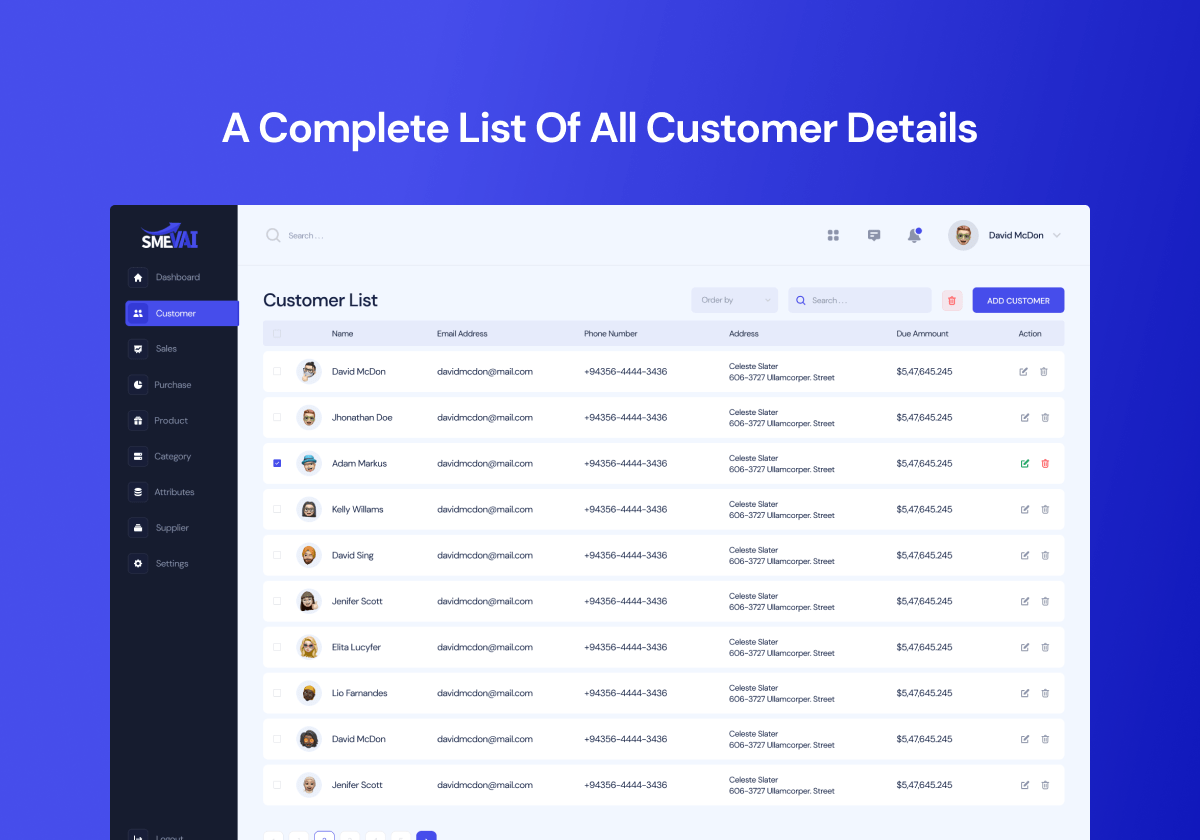 A Complete List Of All Customer Details
SMEVAI
Search . . .
David McDon
Dashboard
Customer
Sales
Purchase
Product
Category
Attributes
Supplier
Settings
Logout
Customer List
Order by
Search . . .
ADD CUSTOMER
Name Email Address Phone Number Address Due Ammount Action
David McDon davidmcdon@mail.com +94356-4444-3436 Celeste Slater $5,47,645.245
606-3727 Ullamcorper. Street
Jhonathan Doe davidmcdon@mail.com +94356-4444-3436 Celeste Slater $5,47,645.245
606-3727 Ullamcorper. Street
Adam Markus davidmcdon@mail.com +94356-4444-3436 Celeste Slater $5,47,645.245
606-3727 Ullamcorper. Street
Kelly Willams davidmcdon@mail.com +94356-4444-3436 Celeste Slater $5,47,645.245
606-3727 Ullamcorper. Street
David Sing davidmcdon@mail.com +94356-4444-3436 Celeste Slater $5,47,645.245
606-3727 Ullamcorper. Street
Jenifer Scott davidmcdon@mail.com +94356-4444-3436 Celeste Slater $5,47,645.245
606-3727 Ullamcorper. Street
Elita Lucyfer davidmcdon@mail.com +94356-4444-3436 Celeste Slater $5,47,645.245
606-3727 Ullamcorper. Street
Lio Farnandes davidmcdon@mail.com +94356-4444-3436 Celeste Slater $5,47,645.245
606-3727 Ullamcorper. Street
David McDon davidmcdon@mail.com +94356-4444-3436 Celeste Slater $5,47,645.245
606-3727 Ullamcorper. Street
Jenifer Scott davidmcdon@mail.com +94356-4444-3436 Celeste Slater $5,47,645.245
606-3727 Ullamcorper. Street